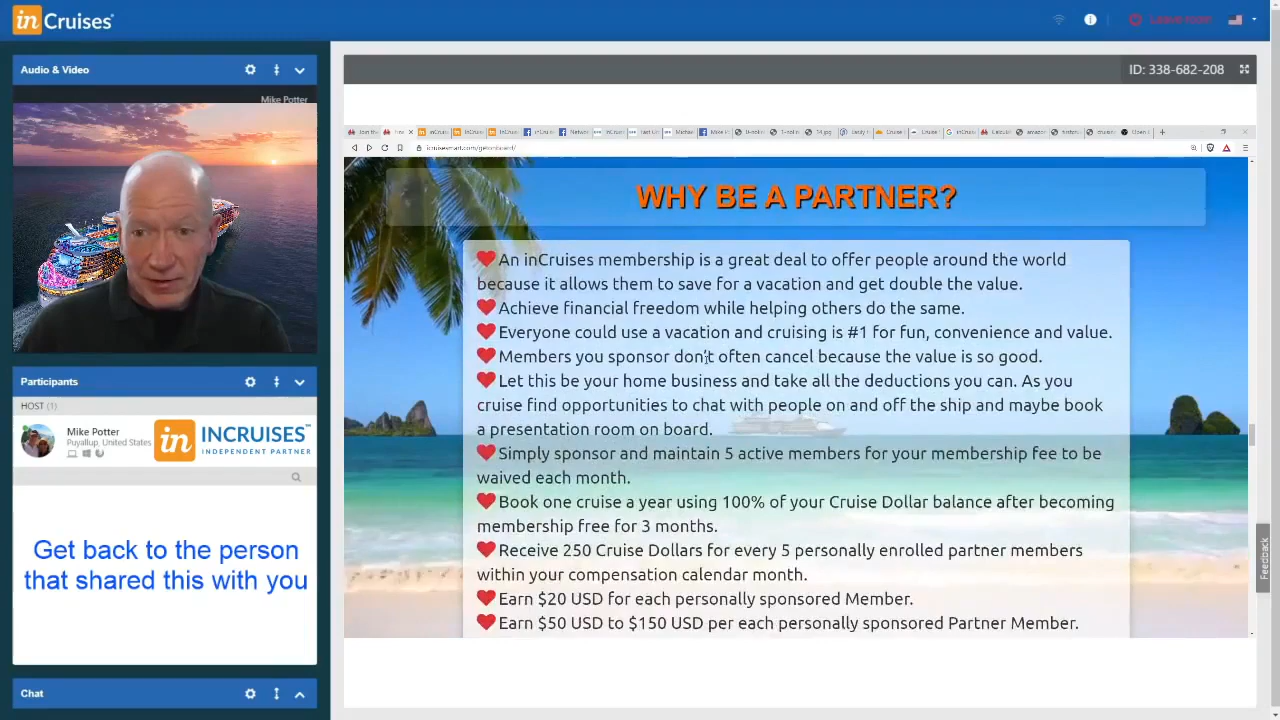 in Cruises
Leave room
Audio & Video
Mike Potter
ID: 338-682-208
icruisesmart.com/getonboard/
WHY BE A PARTNER?
An inCruises membership is a great deal to offer people around the world
because it allows them to save for a vacation and get double the value.
Achieve financial freedom while helping others do the same.
Everyone could use a vacation and cruising is #1 for fun, convenience and value.
Members you sponsor don't often cancel because the value is so good.
Let this be your home business and take all the deductions you can. As you
cruise find opportunities to chat with people on and off the ship and maybe book
a presentation room on board.
Simply sponsor and maintain 5 active members for your membership fee to be
waived each month.
Book one cruise a year using 100% of your Cruise Dollar balance after becoming
membership free for 3 months.
Receive 250 Cruise Dollars for every 5 personally enrolled partner members
within your compensation calendar month.
Earn $20 USD for each personally sponsored Member.
Earn $50 USD to $150 USD per each personally sponsored Partner Member.
Participants
HOST (1)
Mike Potter
Puyallup, United States
in INCRUISES™
INDEPENDENT PARTNER
Get back to the person
that shared this with you
Chat
Feedback